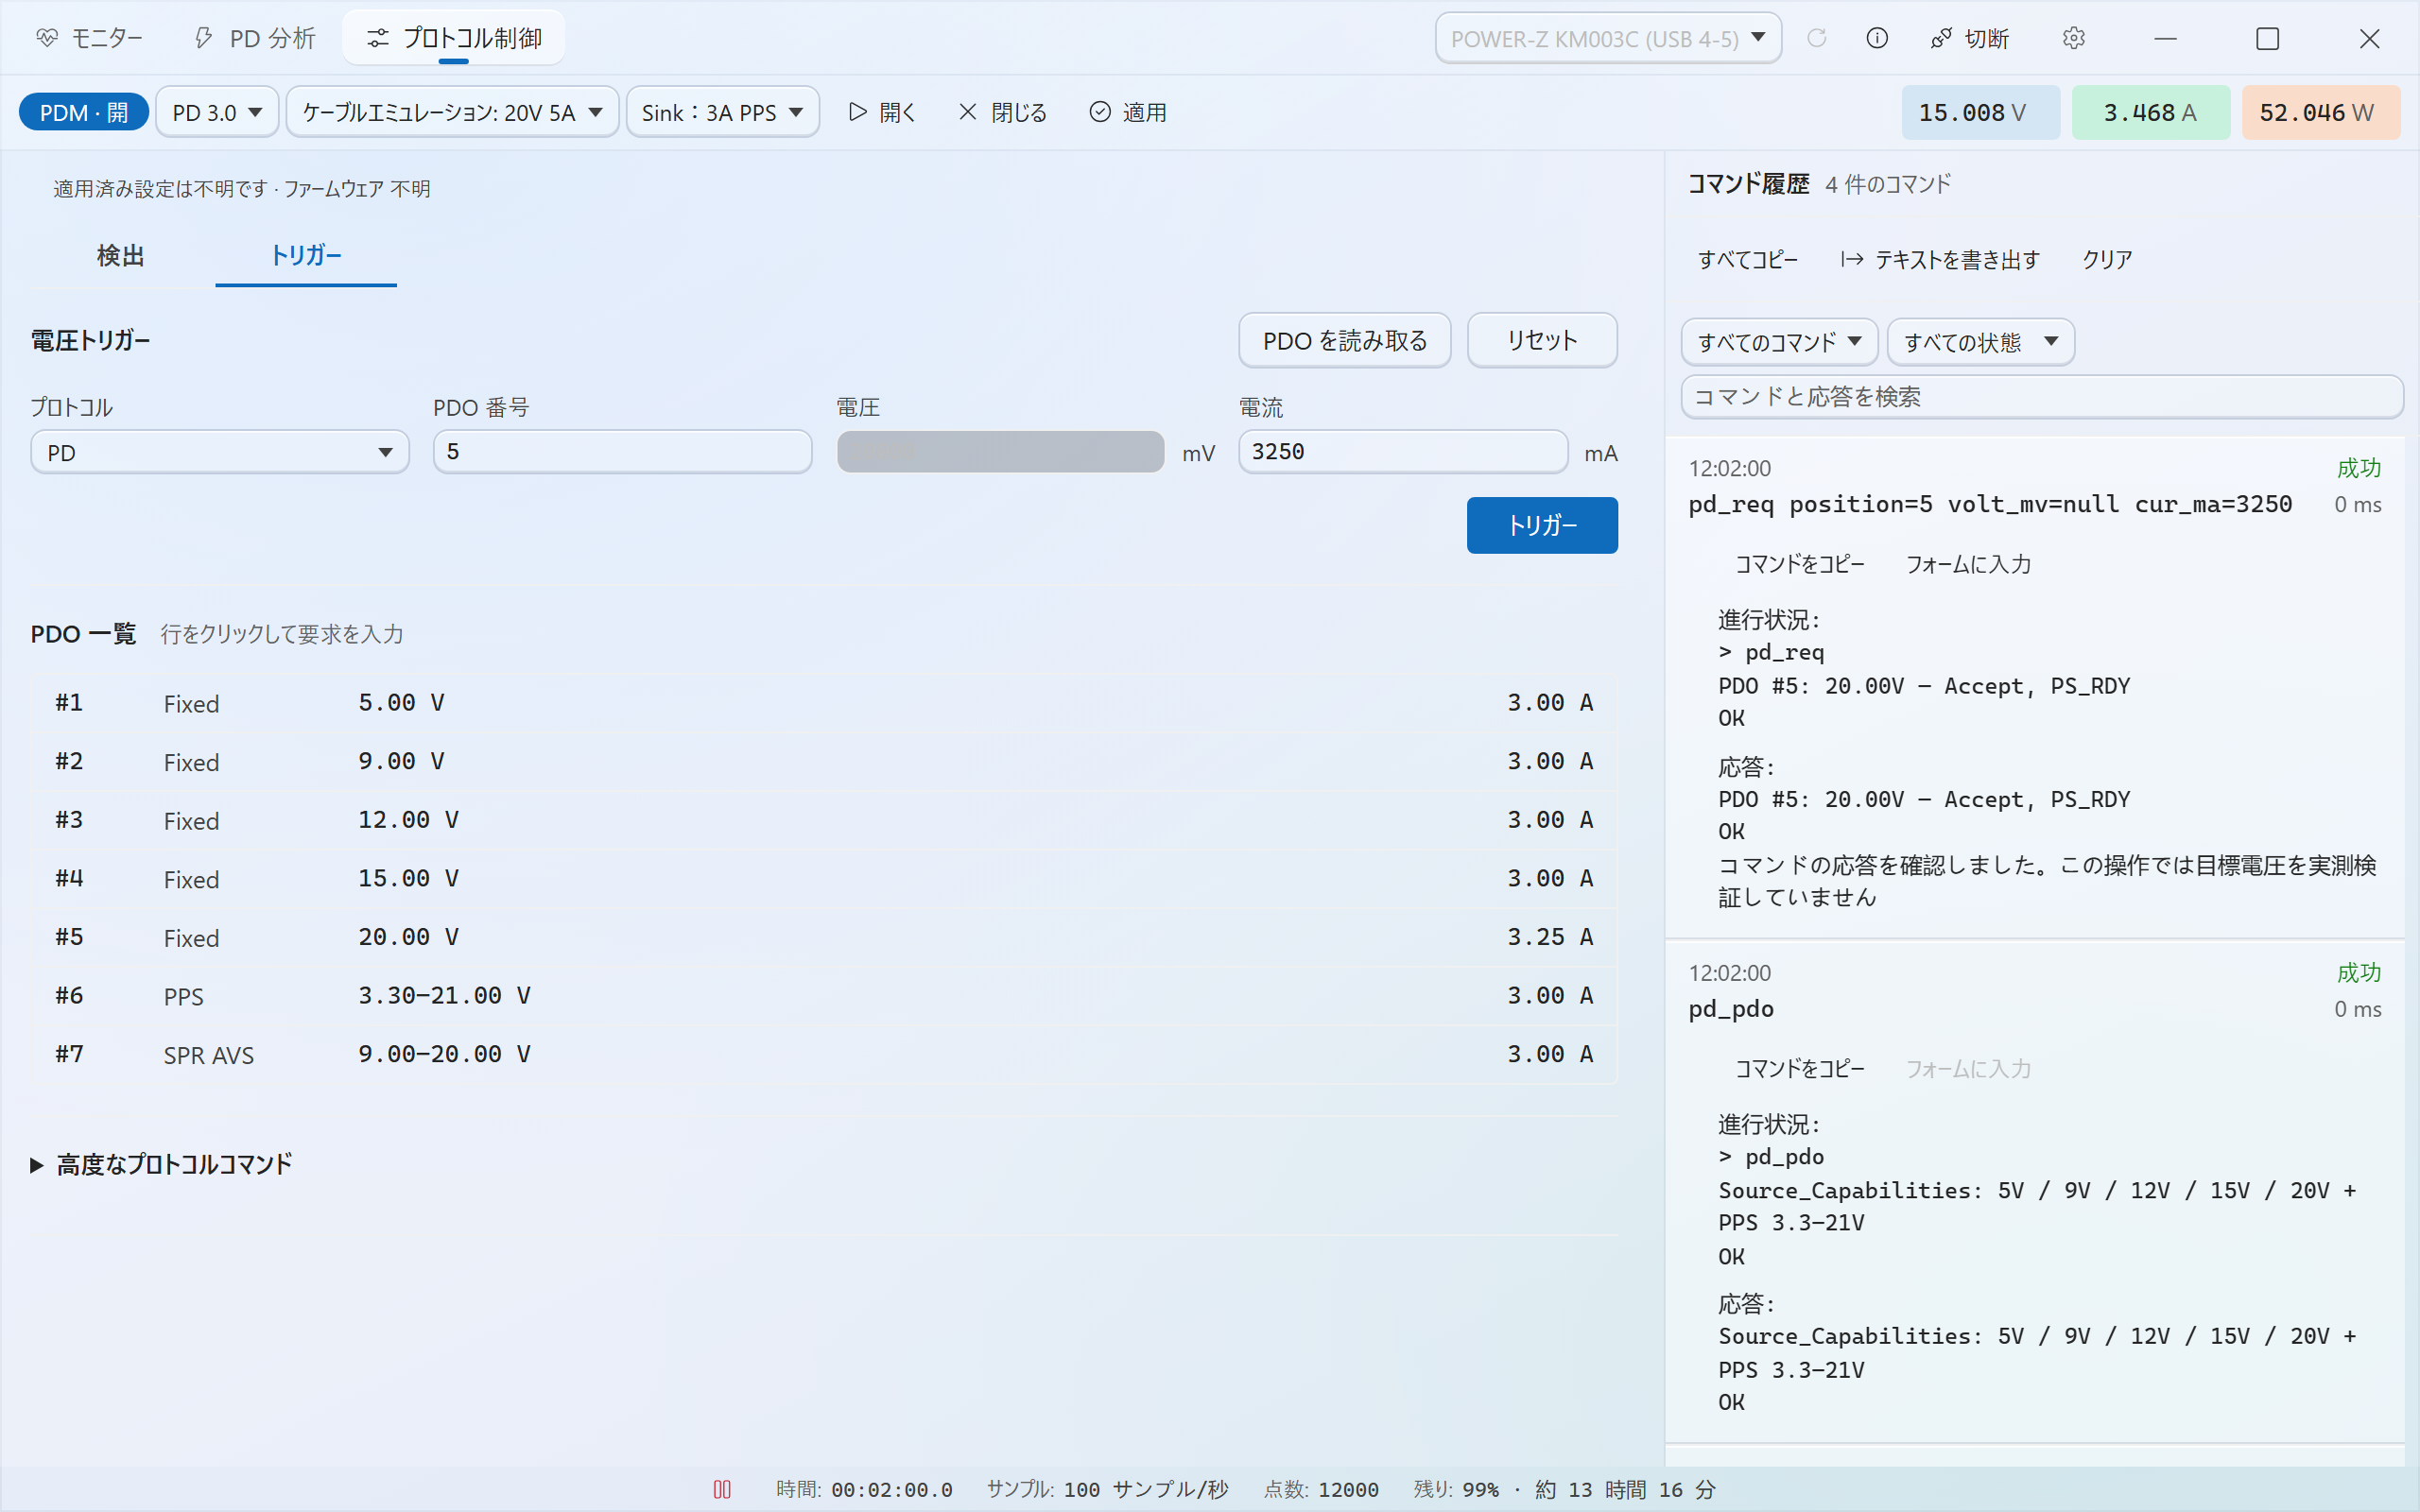 モニター
PD 分析
プロトコル制御
POWER-Z KM003C (USB 4-5)
切断
PDM · 開
PD 3.0
ケーブルエミュレーション: 20V 5A
Sink：3A PPS
開く
閉じる
適用
15.008 V
3.468 A
52.046 W
適用済み設定は不明です · ファームウェア 不明
検出
トリガー
電圧トリガー
PDO を読み取る
リセット
プロトコル
PDO 番号
電圧
電流
PD
5
mV
3250
mA
トリガー
PDO 一覧 行をクリックして要求を入力
#1 Fixed 5.00 V 3.00 A
#2 Fixed 9.00 V 3.00 A
#3 Fixed 12.00 V 3.00 A
#4 Fixed 15.00 V 3.00 A
#5 Fixed 20.00 V 3.25 A
#6 PPS 3.30–21.00 V 3.00 A
#7 SPR AVS 9.00–20.00 V 3.00 A
高度なプロトコルコマンド
コマンド履歴 4 件のコマンド
すべてコピー
テキストを書き出す
クリア
すべてのコマンド
すべての状態
コマンドと応答を検索
12:02:00 成功
pd_req position=5 volt_mv=null cur_ma=3250 0 ms
コマンドをコピー フォームに入力
進行状況:
> pd_req
PDO #5: 20.00V — Accept, PS_RDY
OK
応答:
PDO #5: 20.00V — Accept, PS_RDY
OK
コマンドの応答を確認しました。この操作では目標電圧を実測検
証していません
12:02:00 成功
pd_pdo 0 ms
コマンドをコピー フォームに入力
進行状況:
> pd_pdo
Source_Capabilities: 5V / 9V / 12V / 15V / 20V +
PPS 3.3–21V
OK
応答:
Source_Capabilities: 5V / 9V / 12V / 15V / 20V +
PPS 3.3–21V
OK
時間: 00:02:00.0 サンプル: 100 サンプル/秒 点数: 12000 残り: 99% · 約 13 時間 16 分